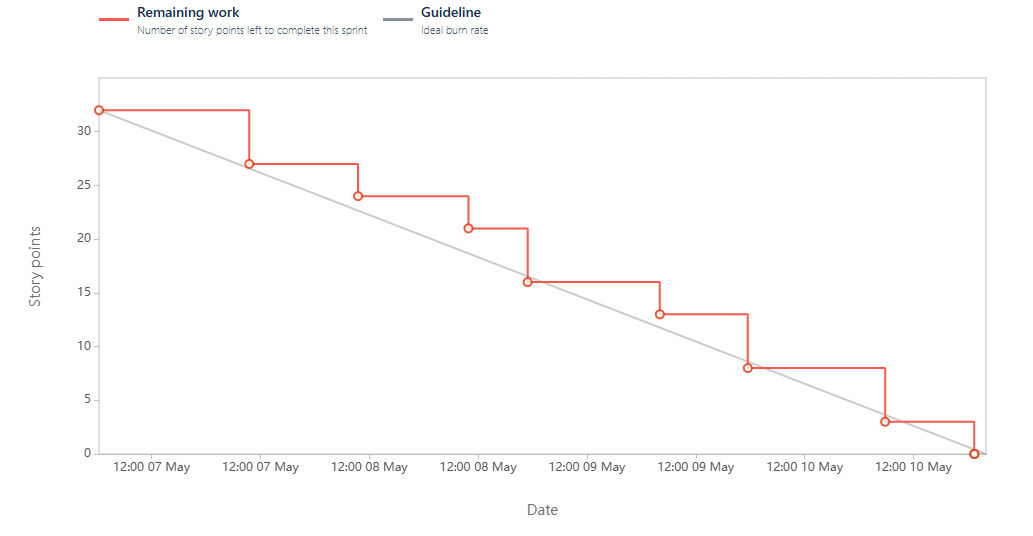 Remaining work
Number of story points left to complete this sprint
Guideline
Ideal burn rate
Story points
30
25
20
15
10
5
0
12:00 07 May
12:00 07 May
12:00 08 May
12:00 08 May
12:00 09 May
12:00 09 May
12:00 10 May
12:00 10 May
Date